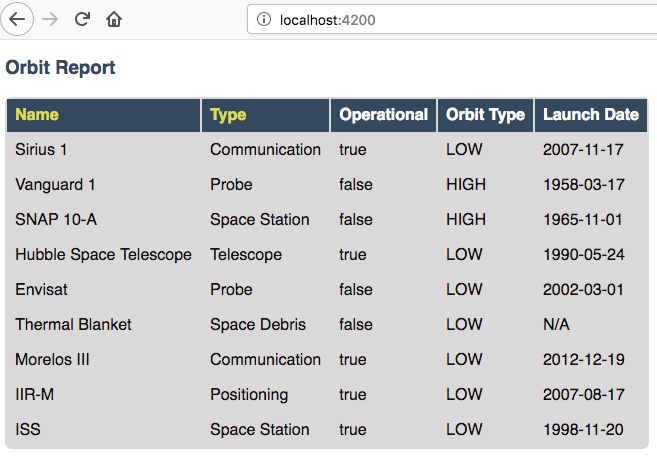 localhost:4200
Orbit Report
Name Type Operational Orbit Type Launch Date
Sirius 1 Communication true LOW 2007-11-17
Vanguard 1 Probe false HIGH 1958-03-17
SNAP 10-A Space Station false HIGH 1965-11-01
Hubble Space Telescope Telescope true LOW 1990-05-24
Envisat Probe false LOW 2002-03-01
Thermal Blanket Space Debris false LOW N/A
Morelos III Communication true LOW 2012-12-19
IIR-M Positioning true LOW 2007-08-17
ISS Space Station true LOW 1998-11-20